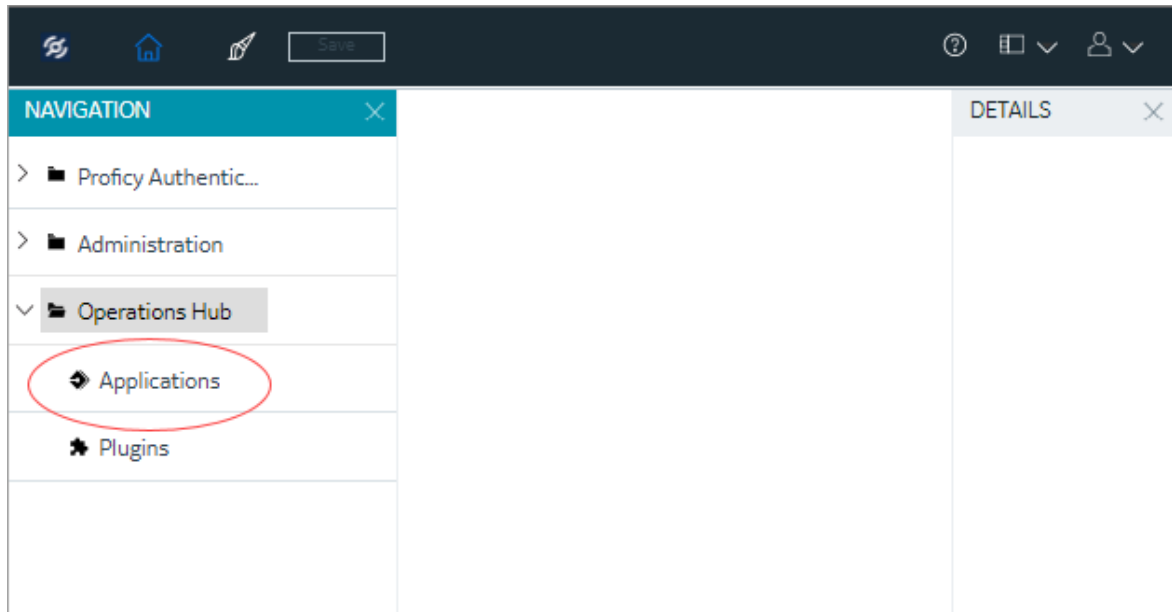 Save
NAVIGATION
DETAILS
Proficy Authentic...
Administration
Operations Hub
Applications
Plugins